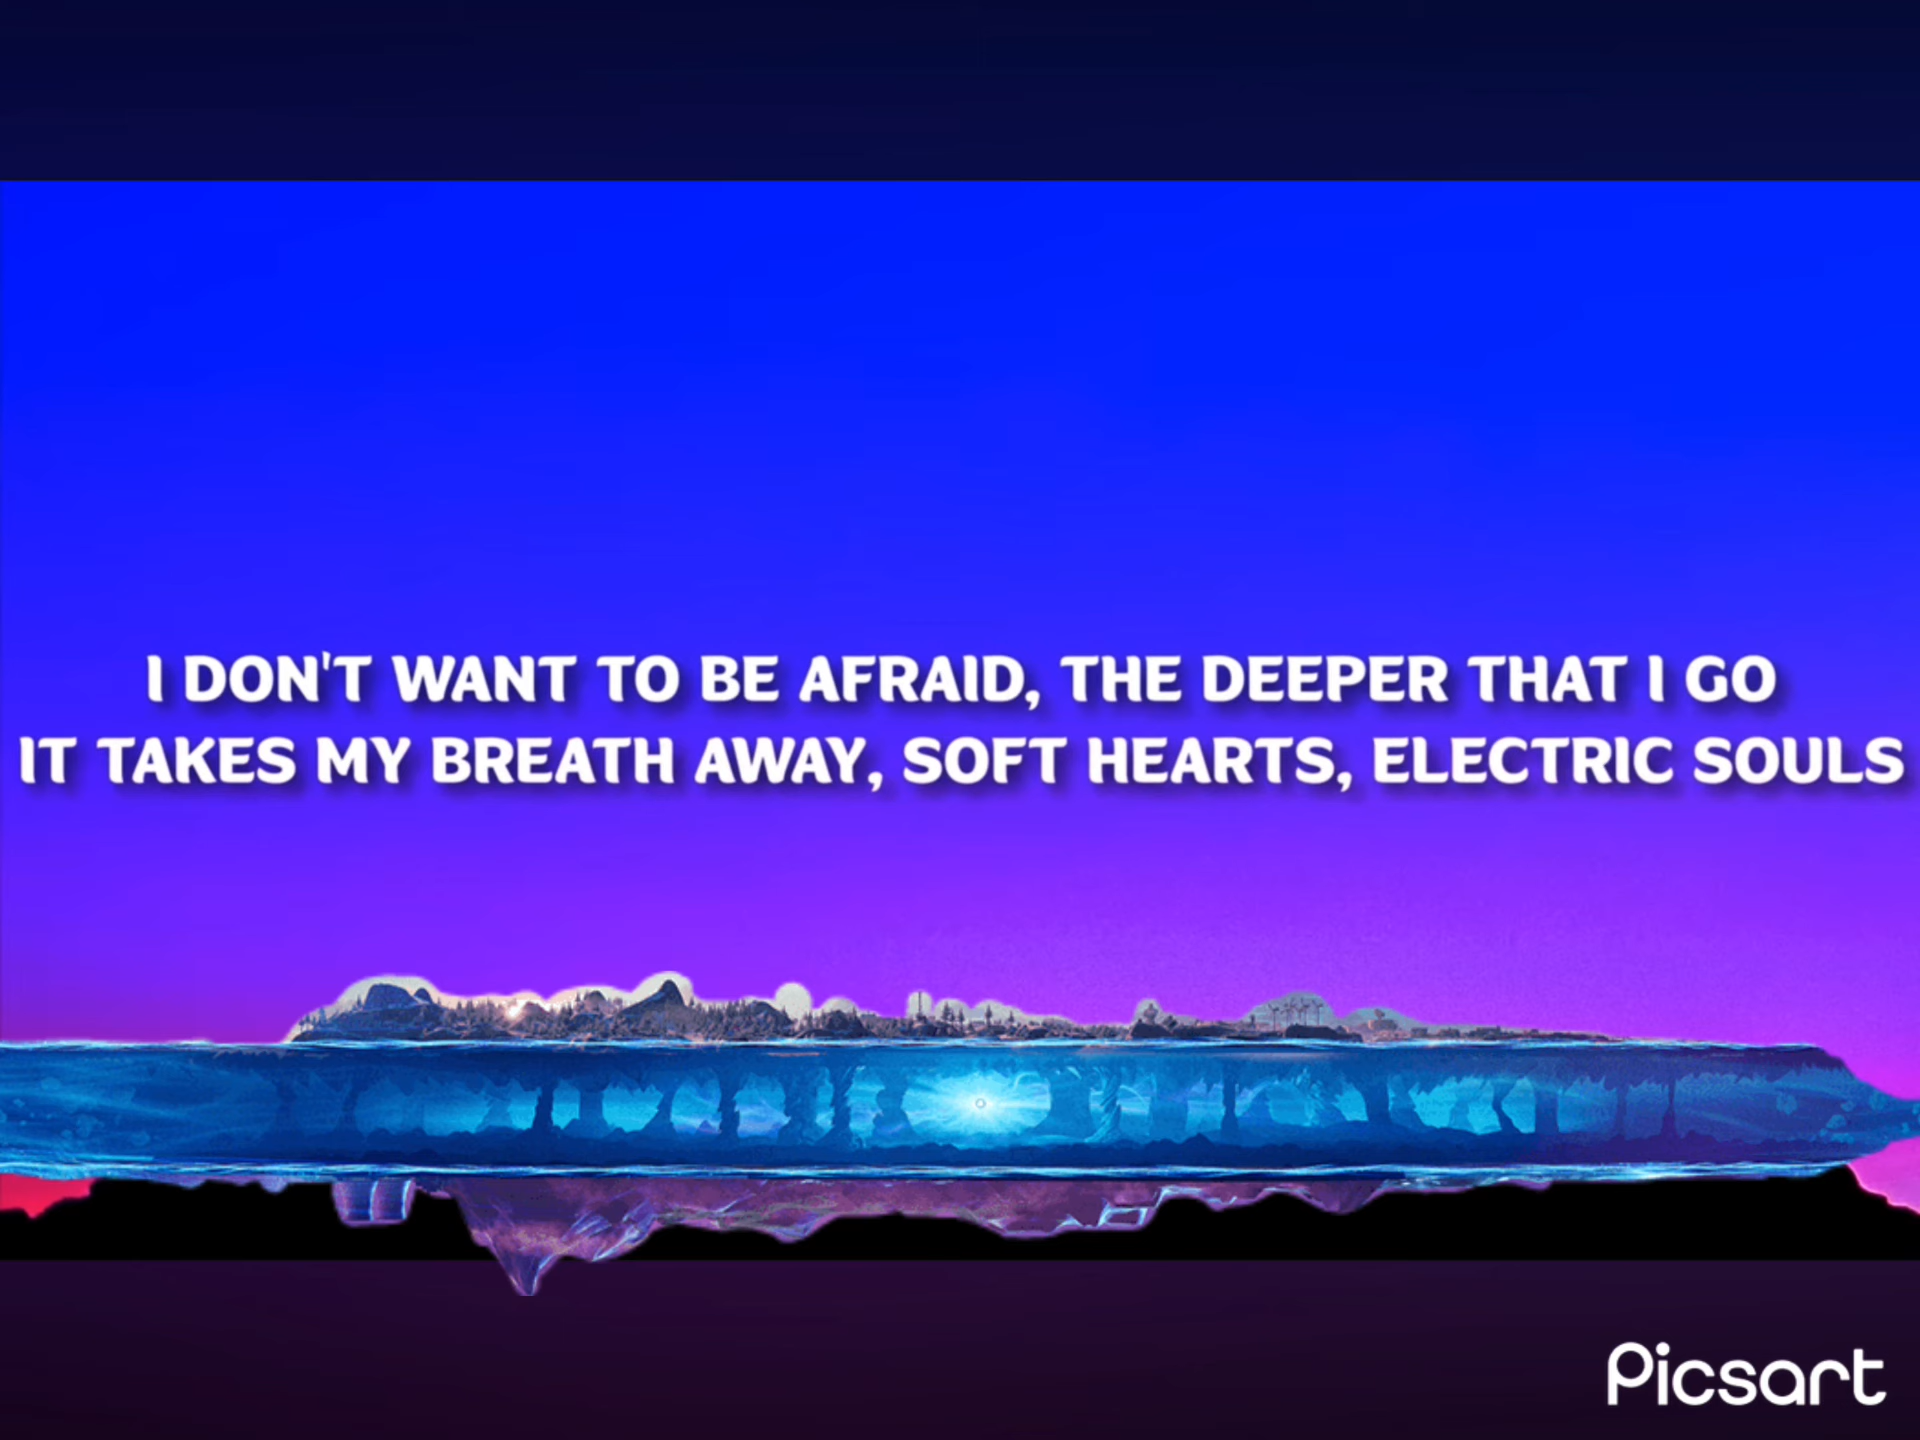 I DON'T WANT TO BE AFRAID, THE DEEPER THAT I GO
IT TAKES MY BREATH AWAY, SOFT HEARTS, ELECTRIC SOULS
Picsart